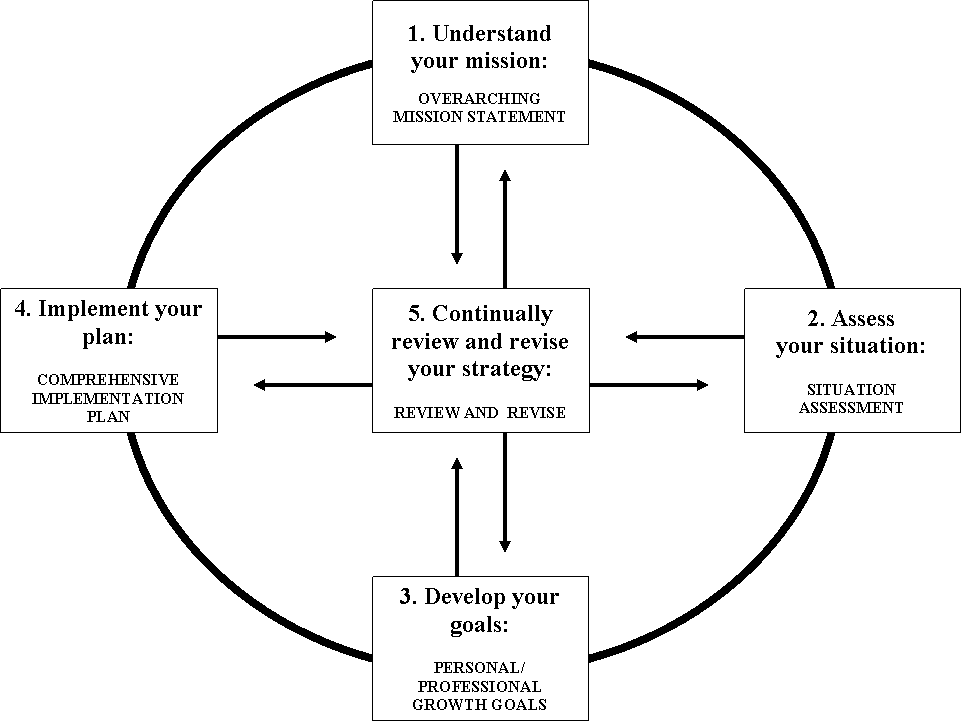 1. Understand
your mission:
OVERARCHING
MISSION STATEMENT
4. Implement your
plan:
COMPREHENSIVE
IMPLEMENTATION
PLAN
5. Continually
review and revise
your strategy:
REVIEW AND REVISE
2. Assess
your situation:
SITUATION
ASSESSMENT
3. Develop your
goals:
PERSONAL/
PROFESSIONAL
GROWTH GOALS